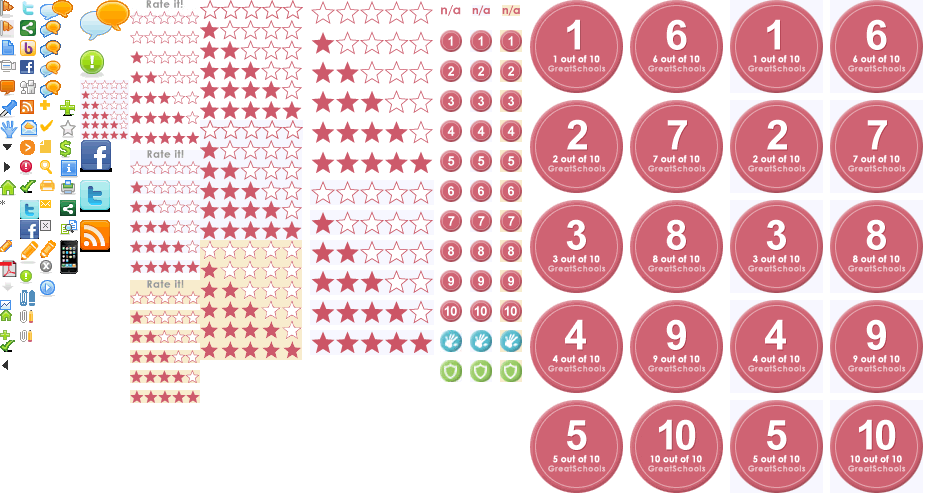 Rate it!
Rate it!
Rate it!
n/a n/a n/a
1 1 1
2 2 2
3 3 3
4 4 4
5 5 5
6 6 6
7 7 7
8 8 8
9 9 9
10 10 10
1 6 1 6
1 out of 10 6 out of 10 1 out of 10 6 out of 10
GreatSchools GreatSchools GreatSchools GreatSchools
2 7 2 7
2 out of 10 7 out of 10 2 out of 10 7 out of 10
GreatSchools GreatSchools GreatSchools GreatSchools
3 8 3 8
3 out of 10 8 out of 10 3 out of 10 8 out of 10
GreatSchools GreatSchools GreatSchools GreatSchools
4 9 4 9
4 out of 10 9 out of 10 4 out of 10 9 out of 10
GreatSchools GreatSchools GreatSchools GreatSchools
5 10 5 10
5 out of 10 10 out of 10 5 out of 10 10 out of 10
GreatSchools GreatSchools GreatSchools GreatSchools